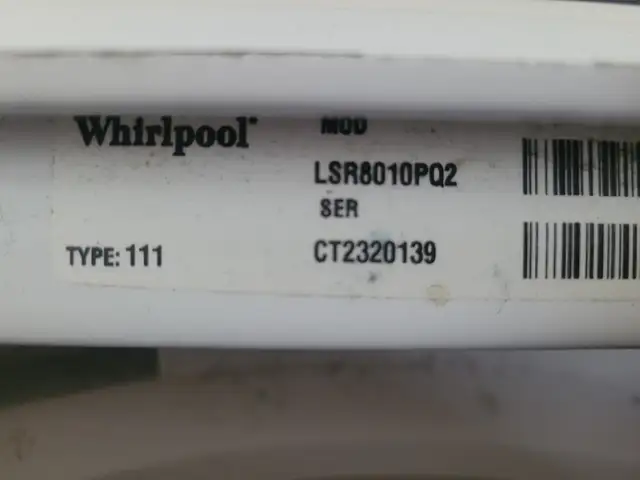 Whirlpool
MOD
LSR8010PQ2
SER
TYPE: 111
CT2320139